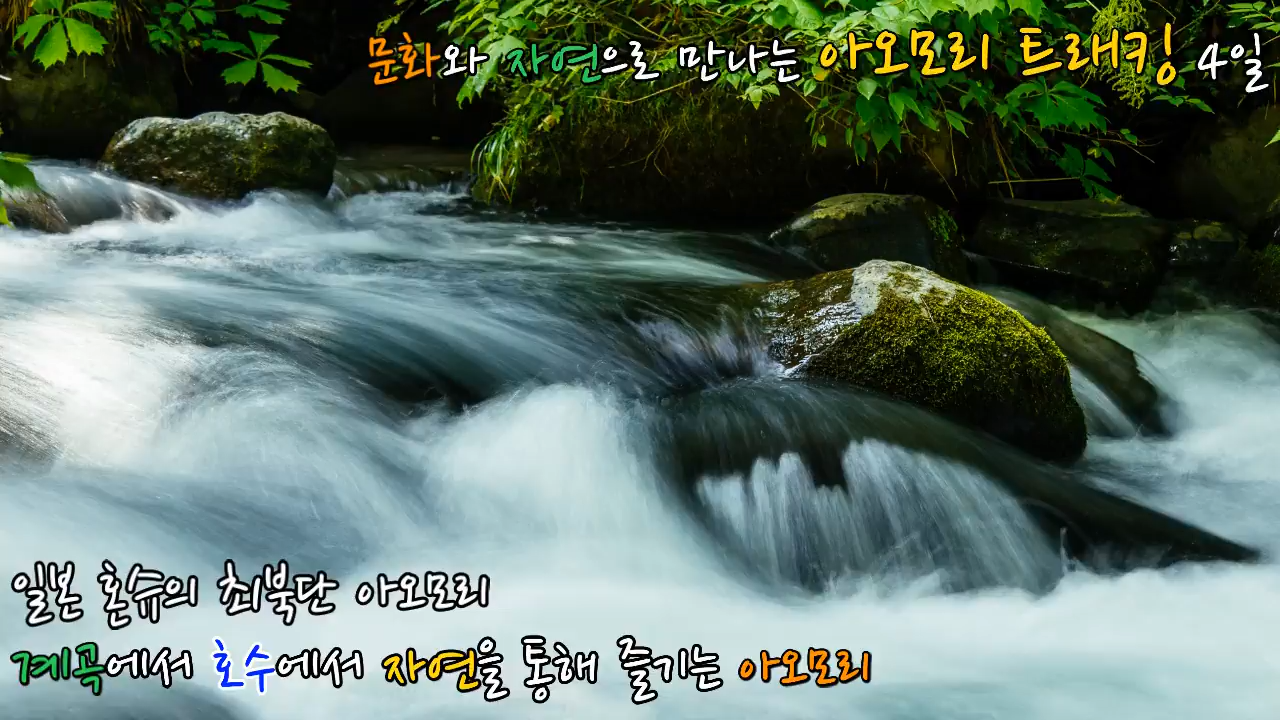 문화와 자연으로 만나는 아오모리 트래킹 4일
일본 혼슈의 최북단 아오모리
계곡에서 호수에서 자연을 통해 즐기는 아오모리